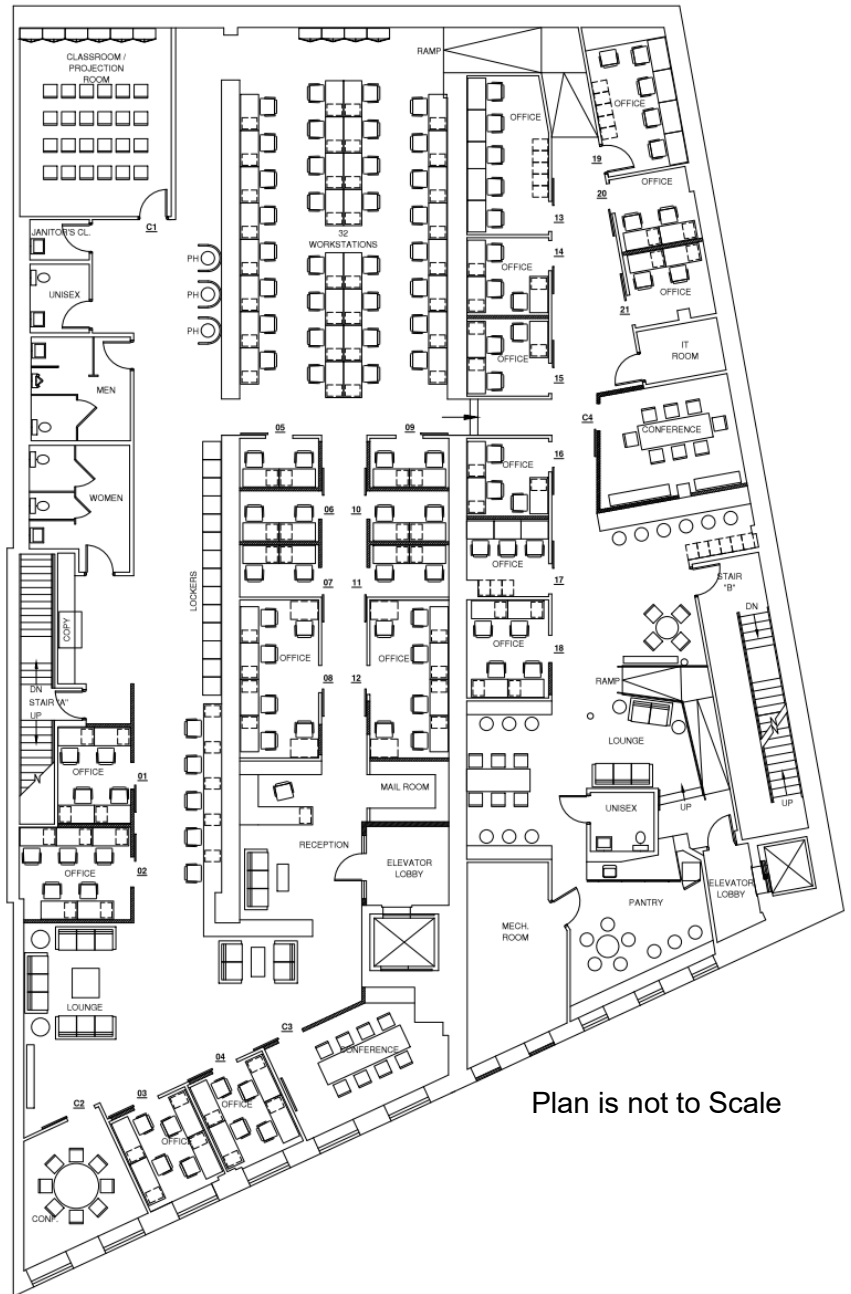 CLASSROOM /
PROJECTION
ROOM
RAMP
OFFICE
OFFICE
19
20
OFFICE
C1
JANITOR'S CL.
32
WORKSTATIONS
13
14
OFFICE
PH
UNISEX
PH
PH
OFFICE
21
IT
ROOM
OFFICE
15
MEN
C4
CONFERENCE
05
09
16
OFFICE
WOMEN
06
10
OFFICE
17
STAIR
"B"
LOCKERS
07
11
DN
COPY
OFFICE
08
OFFICE
12
18
OFFICE
RAMP
DN
STAIR "A"
UP
LOUNGE
OFFICE
01
MAIL ROOM
UNISEX
UP
UP
RECEPTION
ELEVATOR
LOBBY
OFFICE
02
ELEVATOR
LOBBY
PANTRY
MECH.
ROOM
LOUNGE
C3
CONFERENCE
04
OFFICE
03
OFFICE
C2
CONF.
Plan is not to Scale